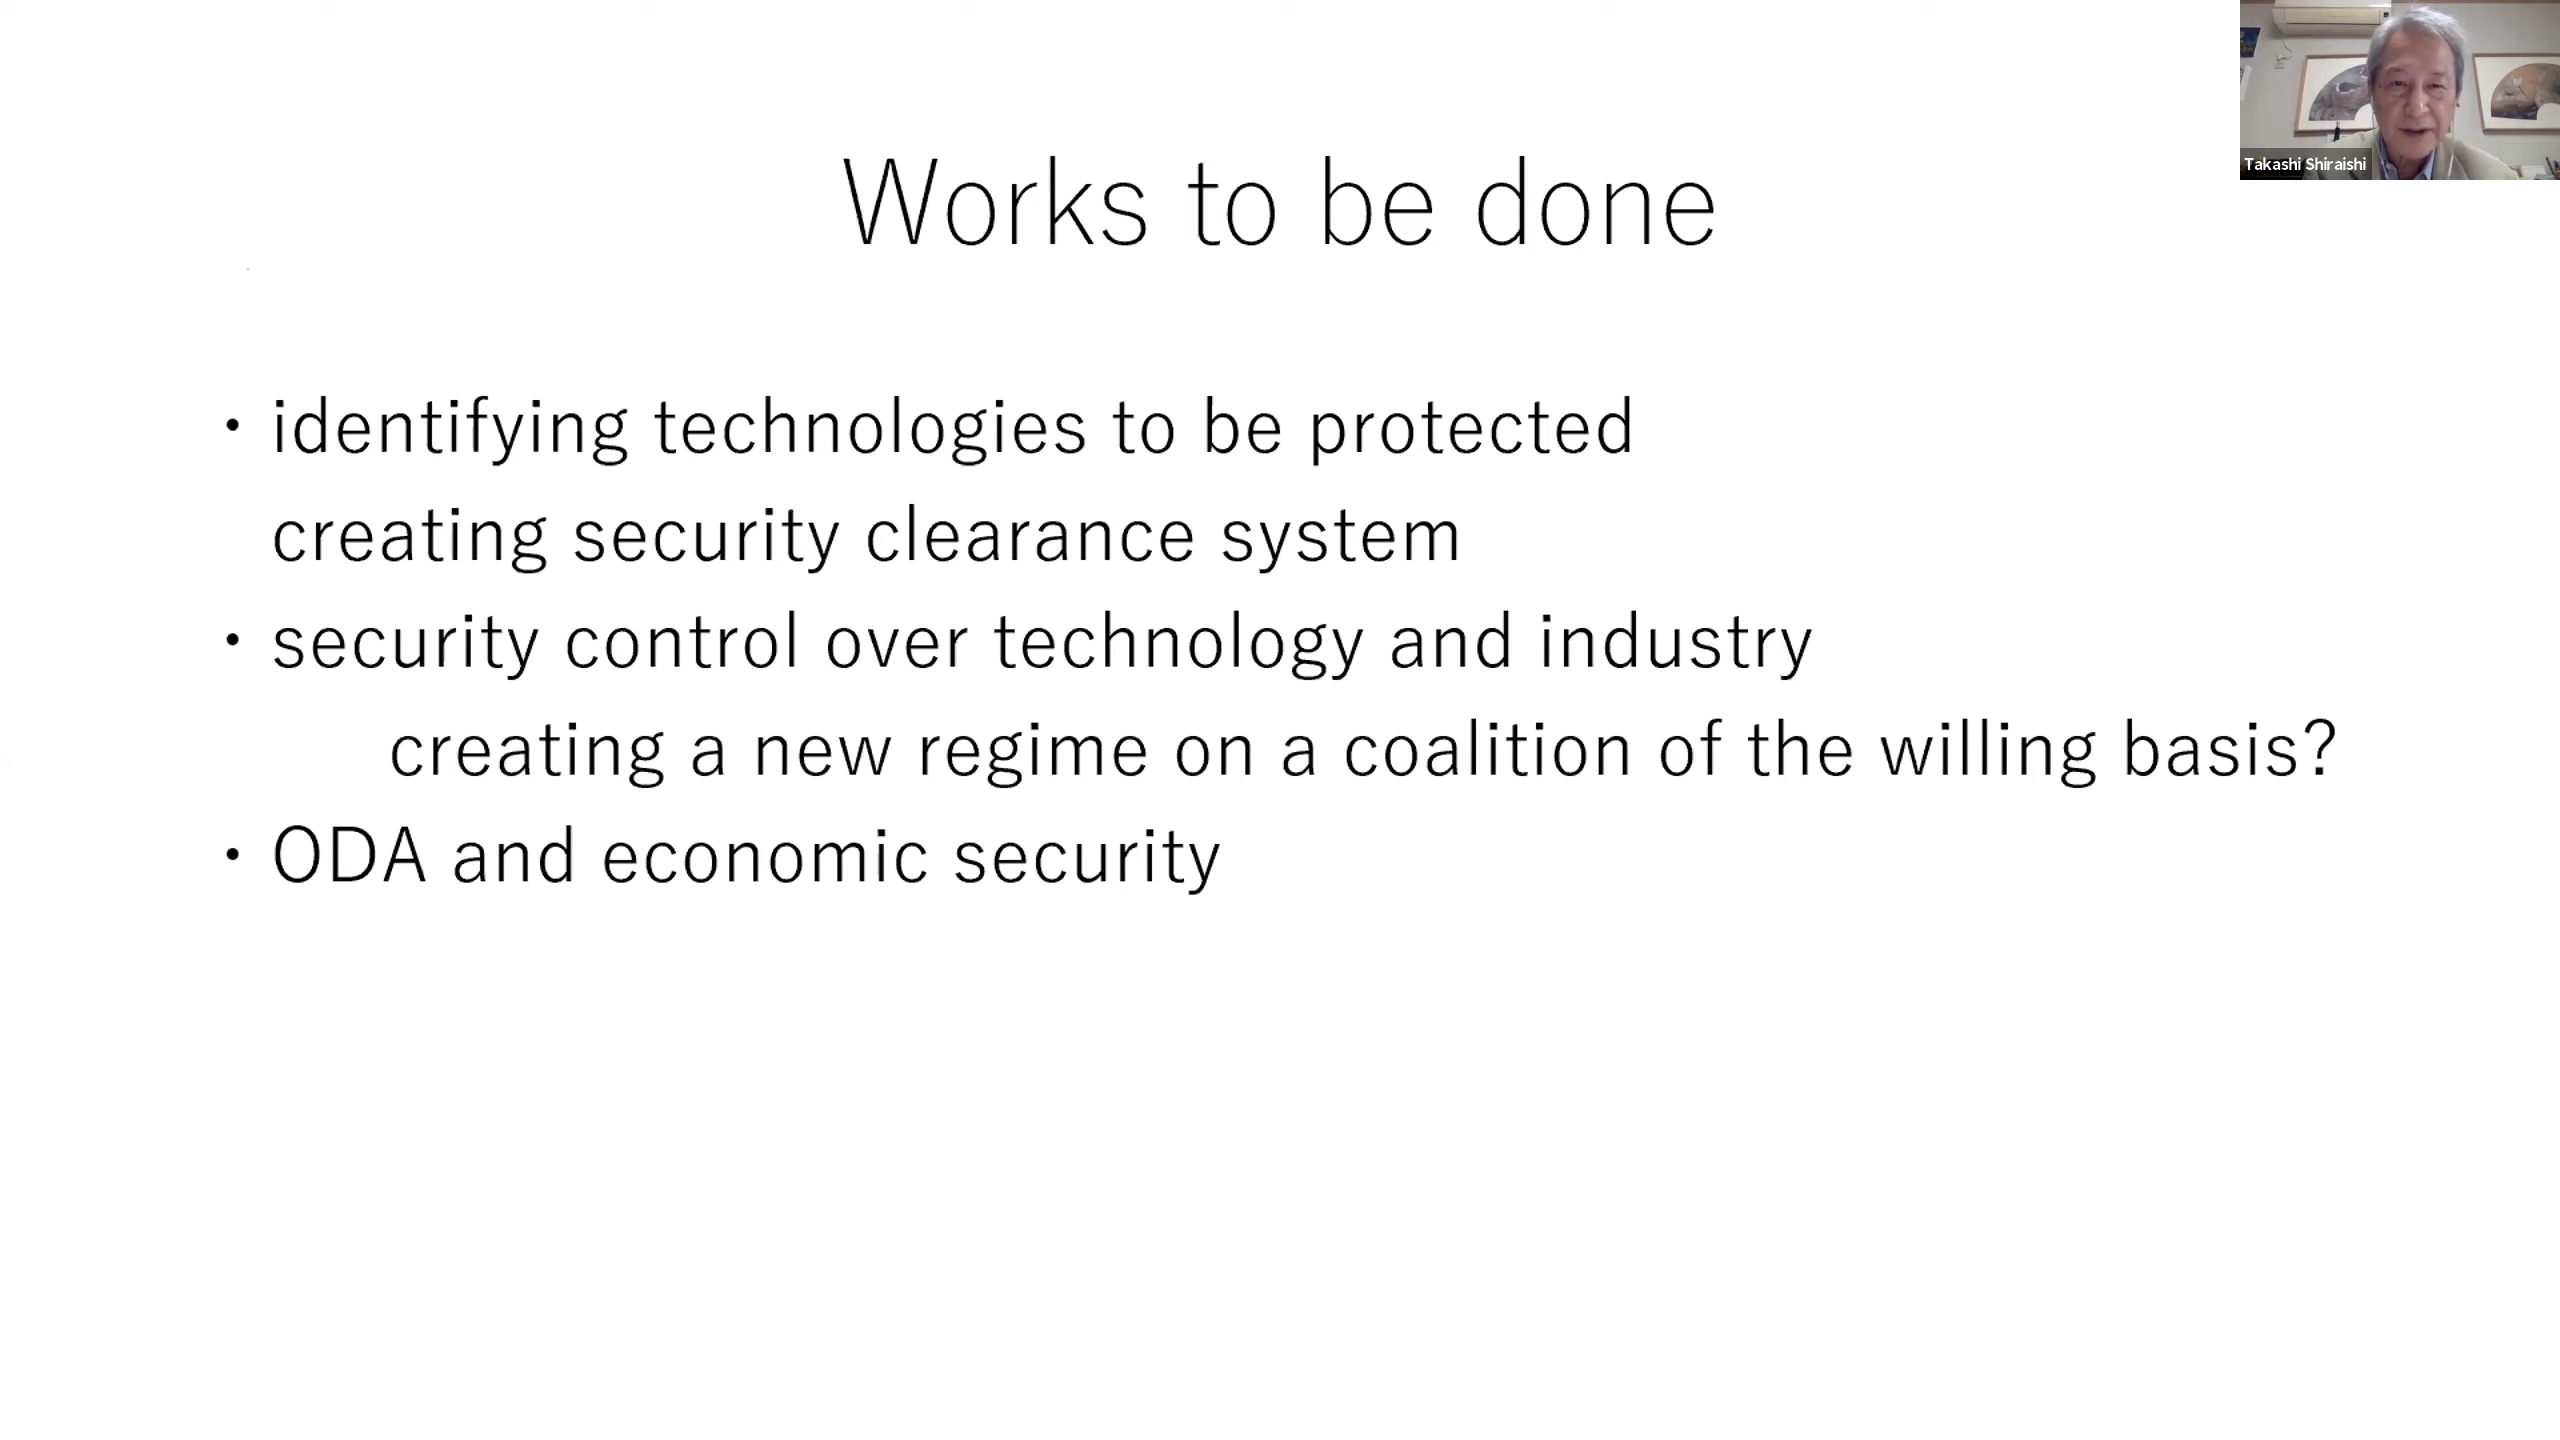 Works to be done
・identifying technologies to be protected
creating security clearance system
・security control over technology and industry
creating a new regime on a coalition of the willing basis?
・ODA and economic security
Takashi Shiraishi